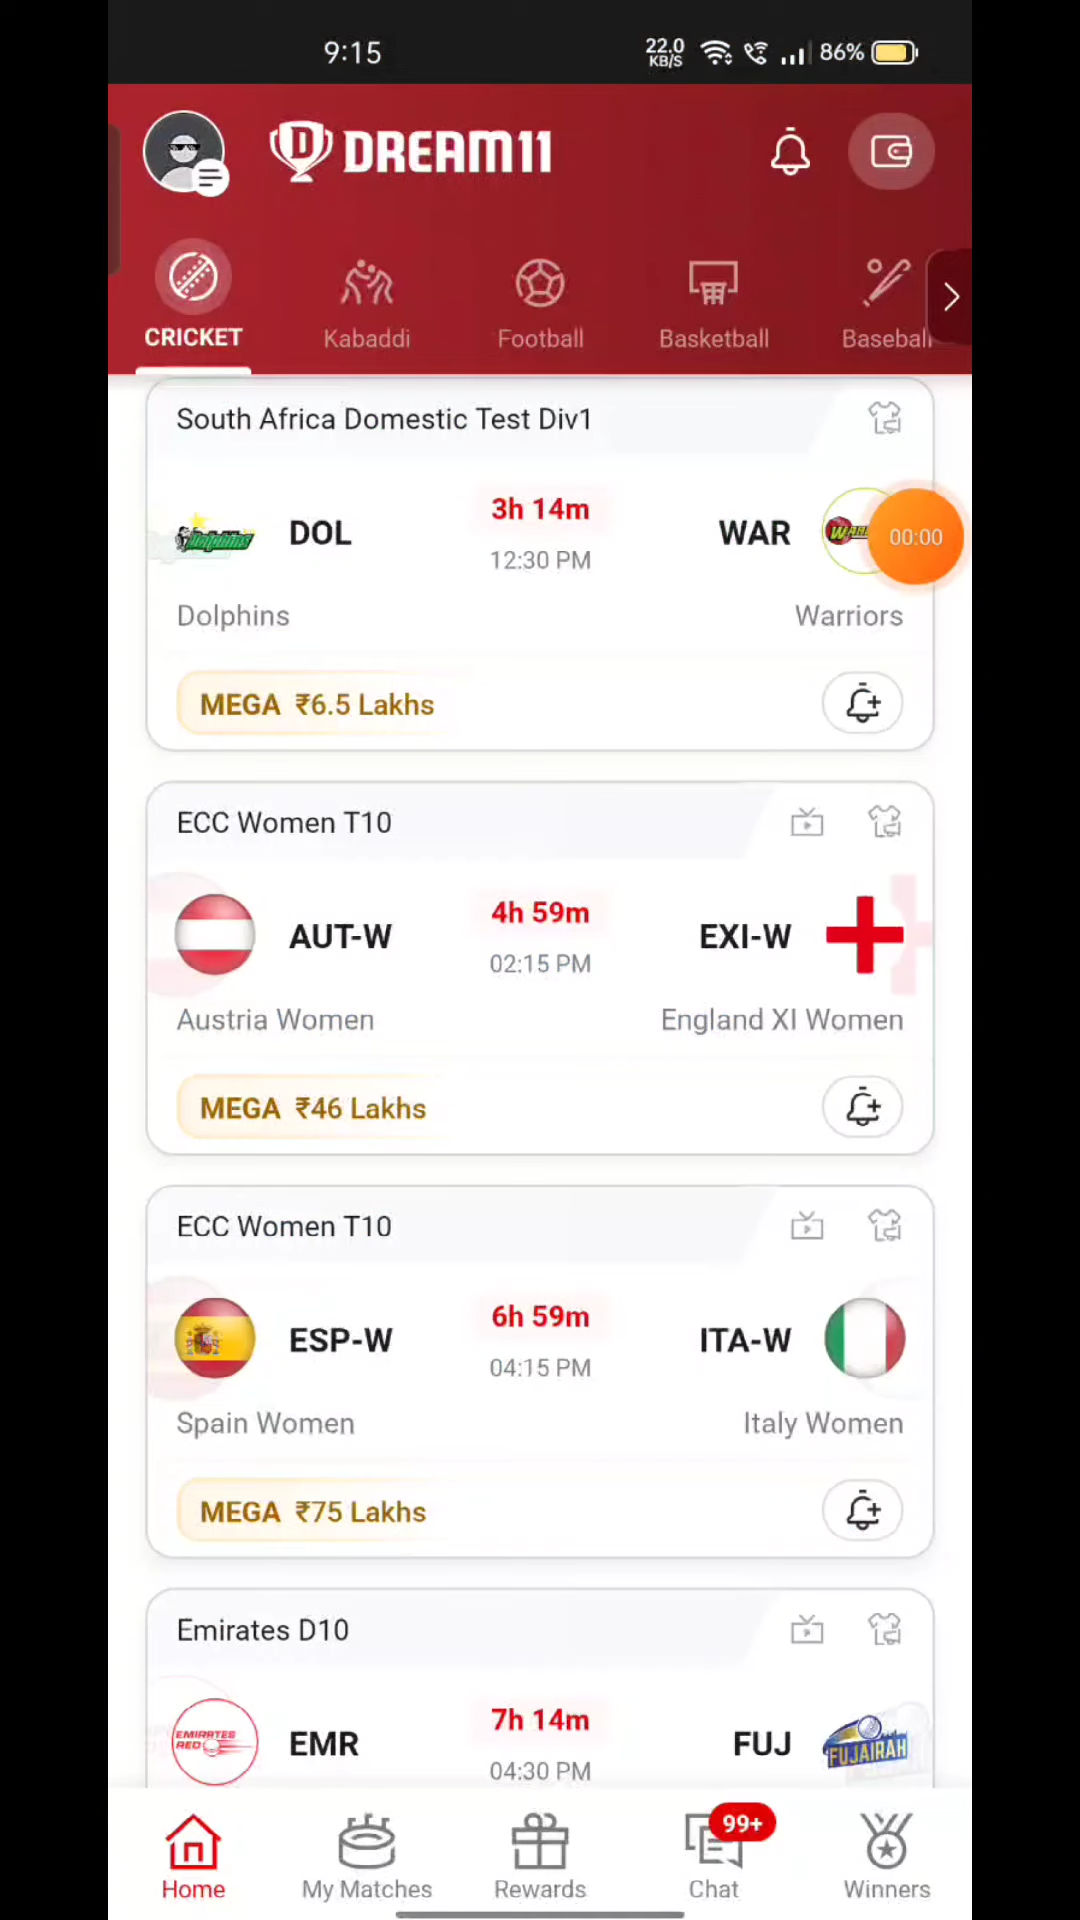 9:15
22.0
KB/S
86%
DREAM11
CRICKET
Kabaddi
Football
Basketball
Baseball
South Africa Domestic Test Div1
DOL
3h 14m
12:30 PM
WAR
00:00
Dolphins
Warriors
MEGA ₹6.5 Lakhs
ECC Women T10
AUT-W
4h 59m
02:15 PM
EXI-W
Austria Women
England XI Women
MEGA ₹46 Lakhs
ECC Women T10
ESP-W
6h 59m
04:15 PM
ITA-W
Spain Women
Italy Women
MEGA ₹75 Lakhs
Emirates D10
EMIRATES
RED
EMR
7h 14m
04:30 PM
FUJ
FUJAIRAH
Home
My Matches
Rewards
99+
Chat
Winners